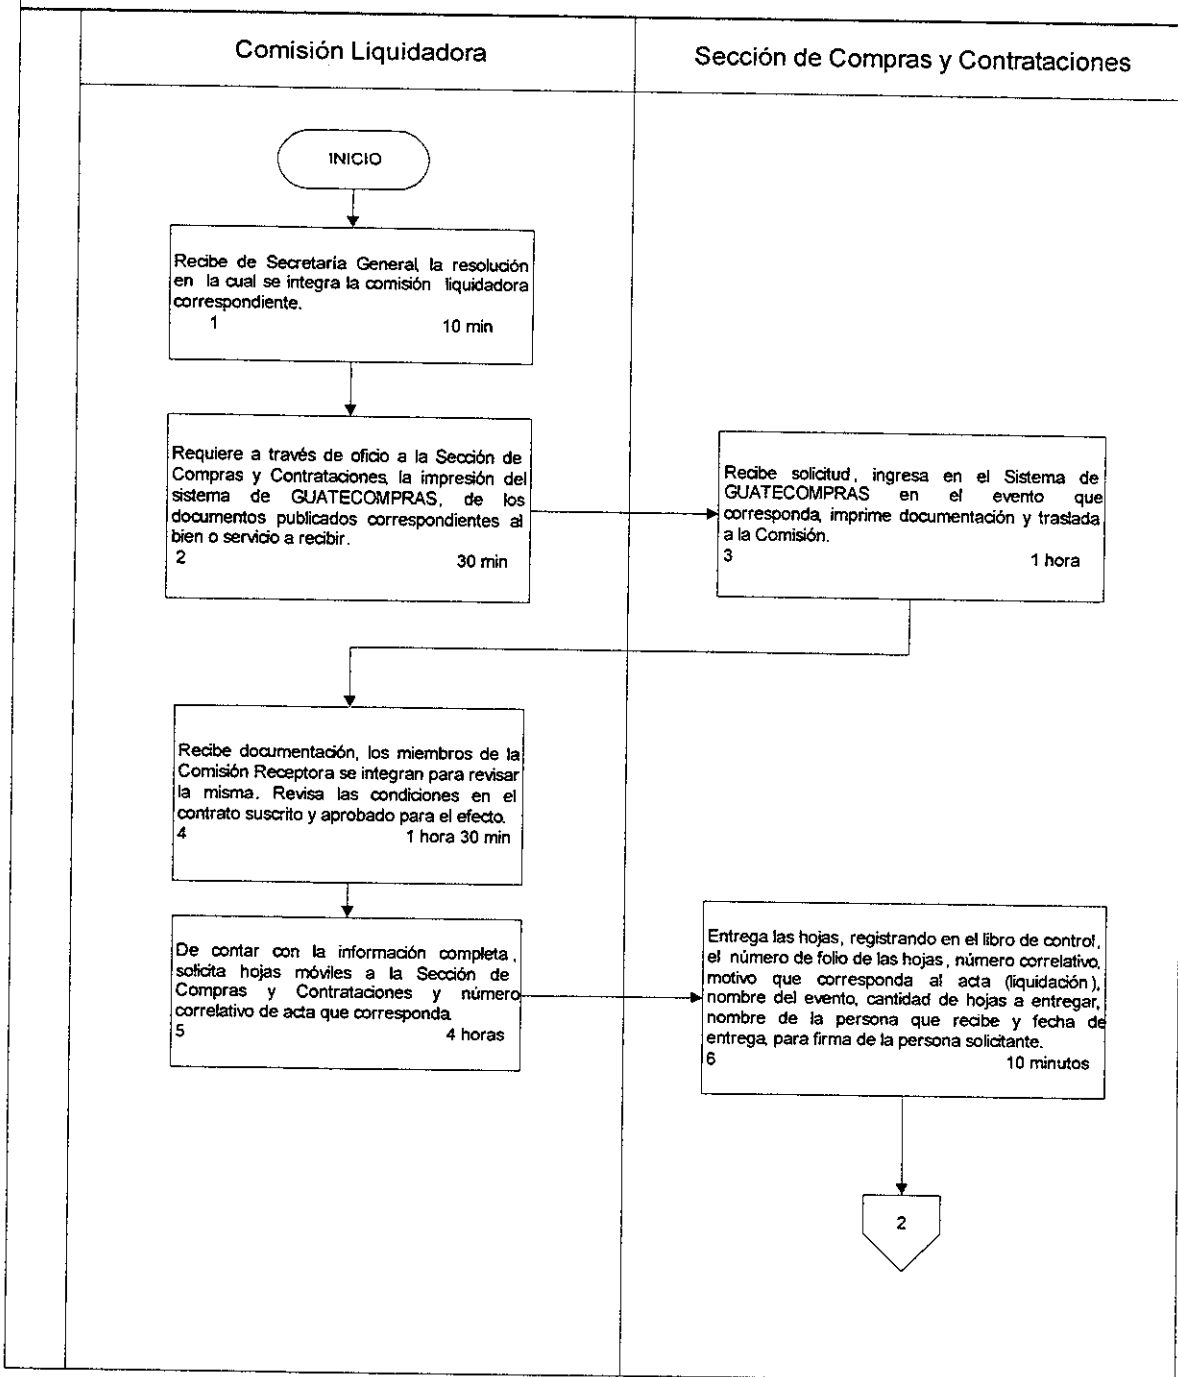 Comisión Liquidadora
Sección de Compras y Contrataciones
INICIO
Recibe de Secretaría General, la resolución
en la cual se integra la comisión liquidadora
correspondiente.
1 10 min
Requiere a través de oficio a la Sección de
Compras y Contrataciones, la impresión del
sistema de GUATECOMPRAS, de los
documentos publicados correspondientes al
bien o servicio a recibir.
2 30 min
Recibe solicitud, ingresa en el Sistema de
GUATECOMPRAS en el evento que
corresponda, imprime documentación y traslada
a la Comisión.
3 1 hora
Recibe documentación, los miembros de la
Comisión Receptora se integran para revisar
la misma. Revisa las condiciones en el
contrato suscrito y aprobado para el efecto.
4 1 hora 30 min
De contar con la información completa,
solicita hojas móviles a la Sección de
Compras y Contrataciones y número
correlativo de acta que corresponda.
5 4 horas
Entrega las hojas, registrando en el libro de control,
el número de folio de las hojas, número correlativo,
motivo que corresponda al acta (liquidación),
nombre del evento, cantidad de hojas a entregar,
nombre de la persona que recibe y fecha de
entrega, para firma de la persona solicitante.
6 10 minutos
2